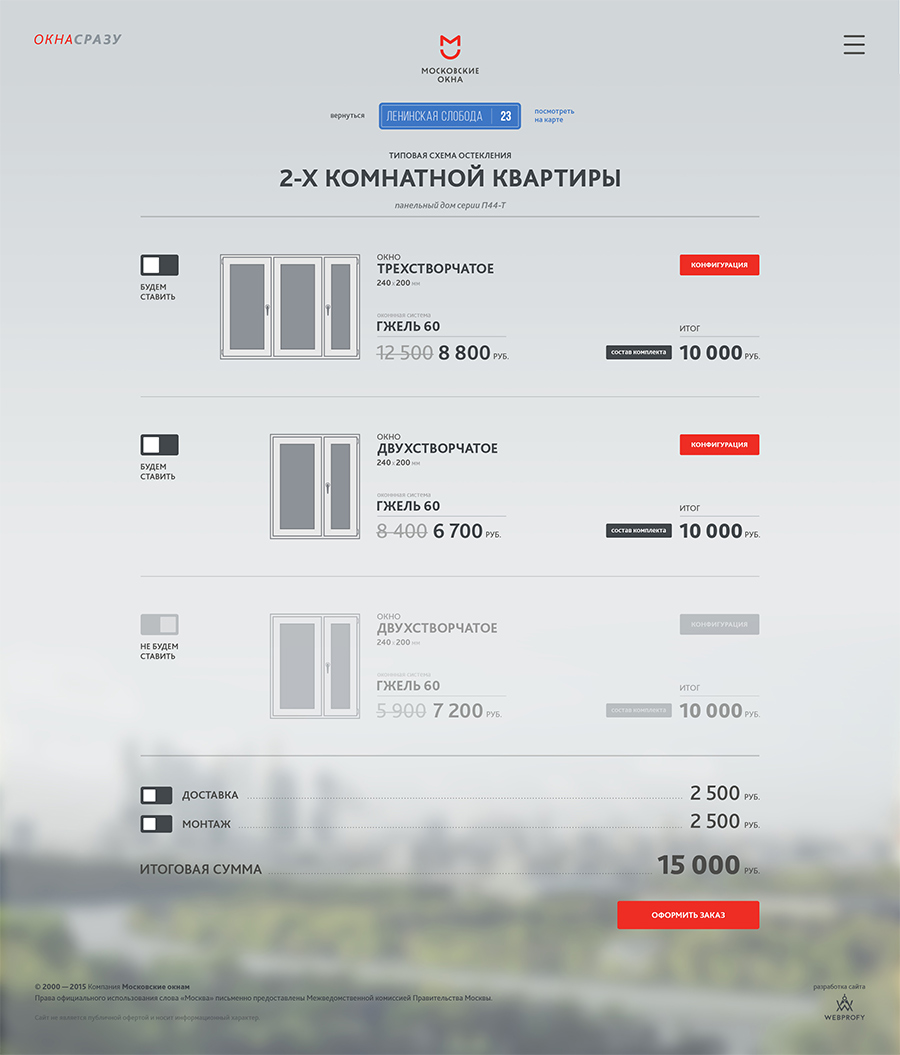 ОКНАСРАЗУ
МОСКОВСКИЕ
ОКНА
вернуться
ЛЕНИНСКАЯ СЛОБОДА 23
посмотреть
на карте
ТИПОВАЯ СХЕМА ОСТЕКЛЕНИЯ
2-Х КОМНАТНОЙ КВАРТИРЫ
панельный дом серии П44-Т
БУДЕМ
СТАВИТЬ
ОКНО
ТРЕХСТВОРЧАТОЕ
240 х 200 мм
оконная система
ГЖЕЛЬ 60
12 500 8 800 РУБ.
КОНФИГУРАЦИЯ
ИТОГ
состав комплекта 10 000 РУБ.
БУДЕМ
СТАВИТЬ
ОКНО
ДВУХСТВОРЧАТОЕ
240 х 200 мм
оконная система
ГЖЕЛЬ 60
8 400 6 700 РУБ.
КОНФИГУРАЦИЯ
ИТОГ
состав комплекта 10 000 РУБ.
НЕ БУДЕМ
СТАВИТЬ
ОКНО
ДВУХСТВОРЧАТОЕ
240 х 200 мм
оконная система
ГЖЕЛЬ 60
5 900 7 200 РУБ.
КОНФИГУРАЦИЯ
ИТОГ
состав комплекта 10 000 РУБ.
ДОСТАВКА 2 500 РУБ.
МОНТАЖ 2 500 РУБ.
ИТОГОВАЯ СУММА 15 000 РУБ.
ОФОРМИТЬ ЗАКАЗ
© 2000 — 2015 Компания Московские окнам
Права официального использования слова «Москва» письменно предоставлены Межведомственной комиссией Правительства Москвы.
Сайт не является публичной офертой и носит информационный характер.
разработка сайта
WEBPROFY